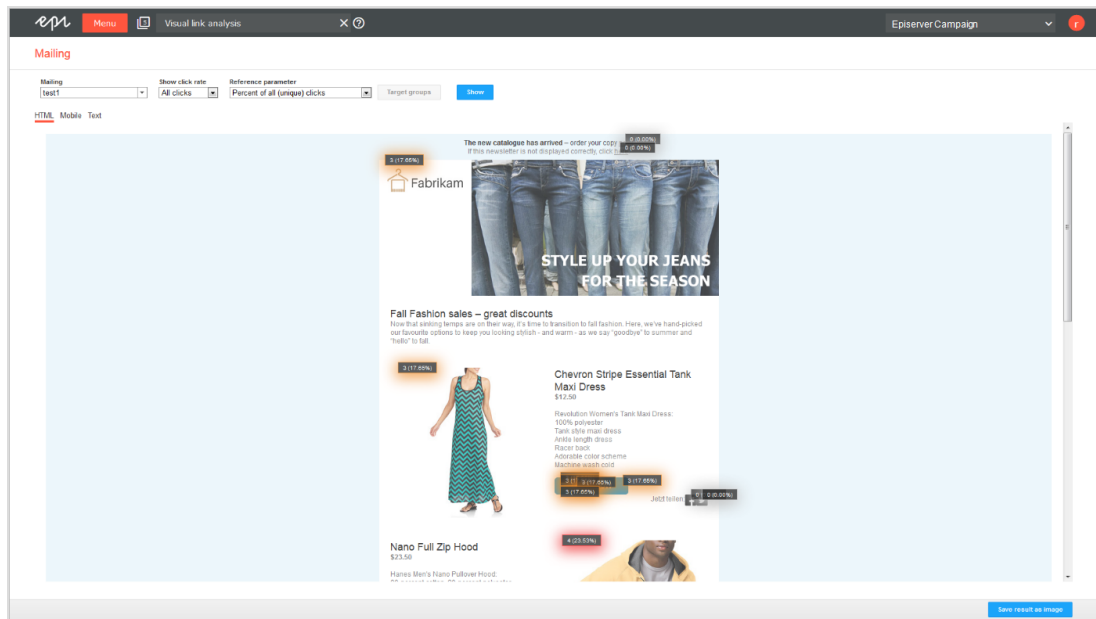 epi Menu 5 Visual link analysis Episerver Campaign r
Mailing
Mailing Show click rate Reference parameter
test1 All clicks Percent of all (unique) clicks Target groups Show
HTML Mobile Text
The new catalogue has arrived – order your copy 0 (0.00%)
If this newsletter is not displayed correctly, click 0 (0.00%)
3 (17.65%)
Fabrikam
STYLE UP YOUR JEANS
FOR THE SEASON
Fall Fashion sales – great discounts
Now that sinking temps are on their way, it's time to transition to fall fashion. Here, we've hand-picked
our favourite options to keep you looking stylish - and warm - as we say "goodbye" to summer and
"hello" to fall.
3 (17.65%)
Chevron Stripe Essential Tank
Maxi Dress
$12.50
Revolution Women's Tank Maxi Dress:
100% polyester
Tank style maxi dress
Ankle length dress
Racer back
Adorable color scheme
Machine wash cold
3 (17.65%) 3 (17.65%)
3 (17.65%)
Jetzt teilen: 0 (0.00%)
Nano Full Zip Hood
$23.50
4 (23.53%)
Hanes Men's Nano Pullover Hood:
Save result as image